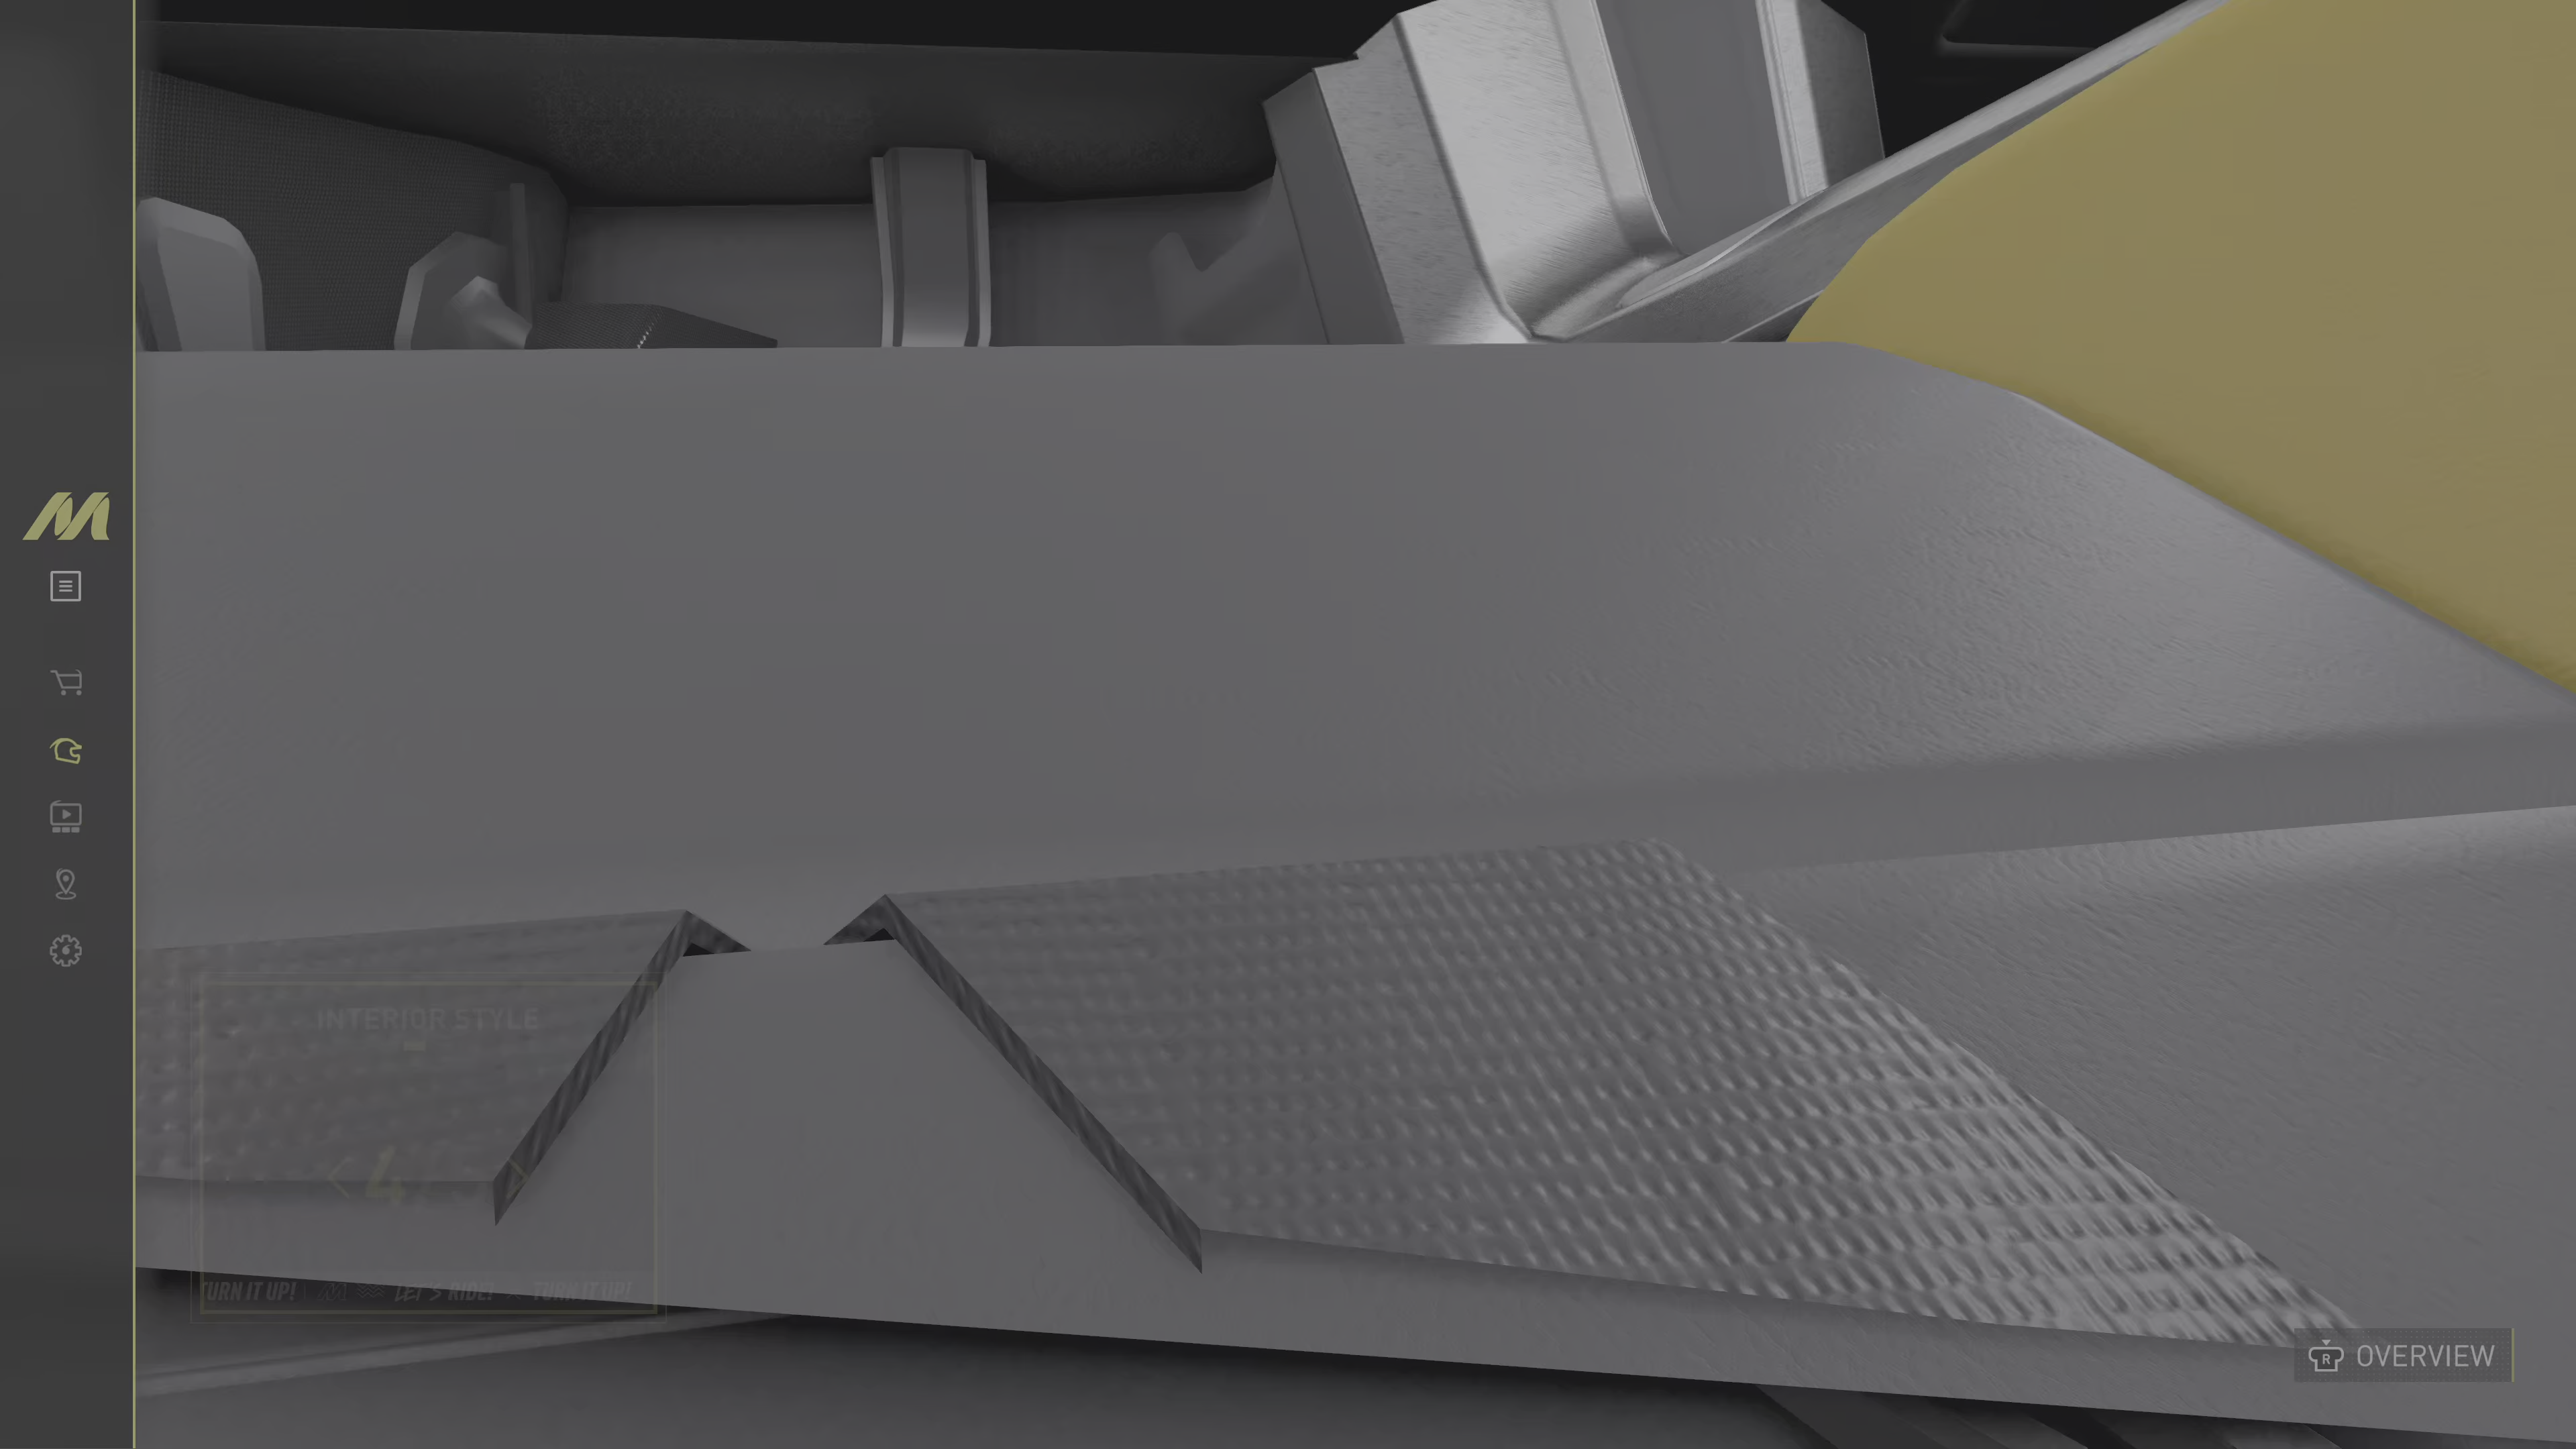 INTERIOR STYLE
4
TURN IT UP! M LET'S RIDE! TURN IT UP!
R OVERVIEW